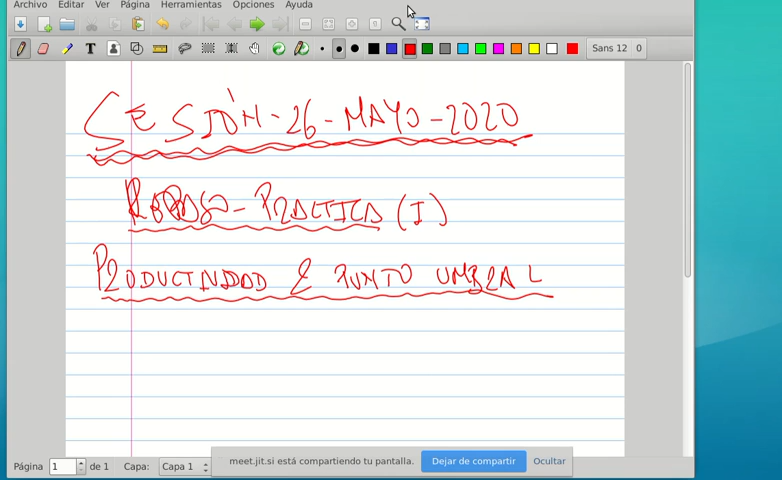 Archivo Editar Ver Página Herramientas Opciones Ayuda
Sans 12
SESIÓN-26-MAYO-2020
REPASO-PRACTICA (I)
PRODUCTIVIDAD & PUNTO UMBRAL
Página 1 de 1 Capa: Capa 1
meet.jit.si está compartiendo tu pantalla. Dejar de compartir Ocultar